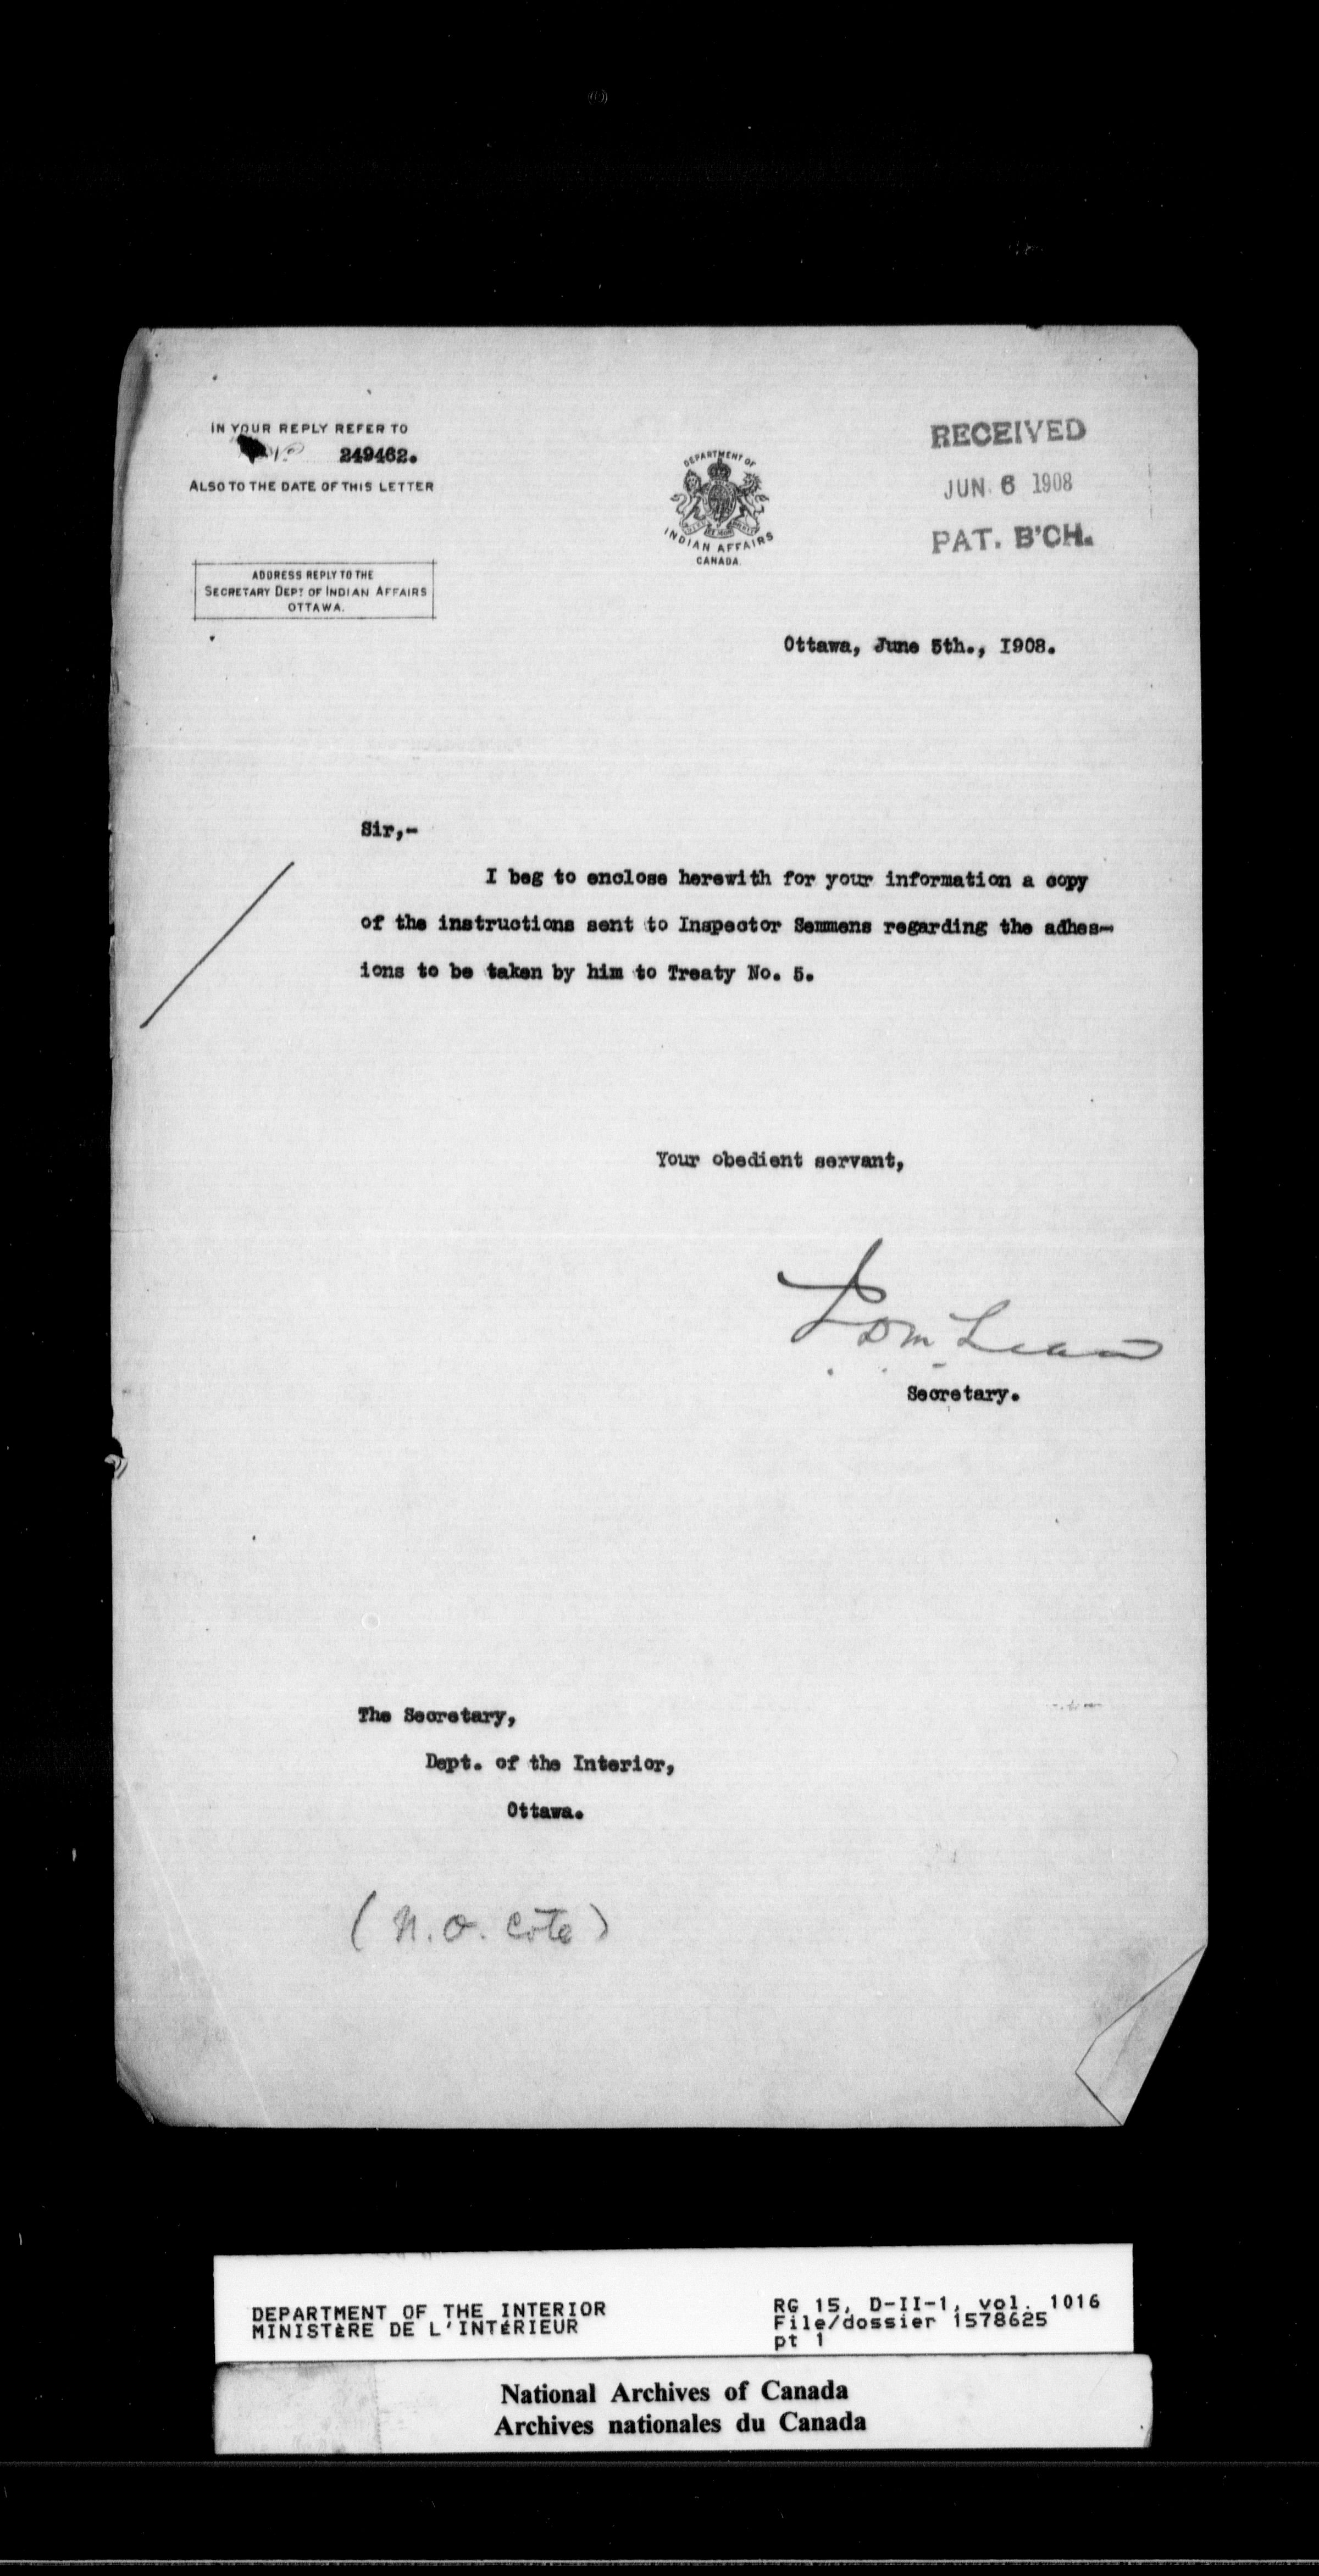 IN YOUR REPLY REFER TO
No 249462.
ALSO TO THE DATE OF THIS LETTER
ADDRESS REPLY TO THE
SECRETARY DEPT OF INDIAN AFFAIRS
OTTAWA.
DEPARTMENT OF
INDIAN AFFAIRS
CANADA.
RECEIVED
JUN. 6 1908
PAT. B'CH.
Ottawa, June 5th., I908.
Sir,-
I beg to enclose herewith for your information a copy
of the instructions sent to Inspector Semmens regarding the adhes-
ions to be taken by him to Treaty No. 5.
Your obedient servant,
Secretary.
The Secretary,
Dept. of the Interior,
Ottawa.
(N.O. Cote)
DEPARTMENT OF THE INTERIOR
MINISTÈRE DE L'INTÉRIEUR
RG 15, D-II-1, vol. 1016
File/dossier 1578625
pt 1
National Archives of Canada
Archives nationales du Canada